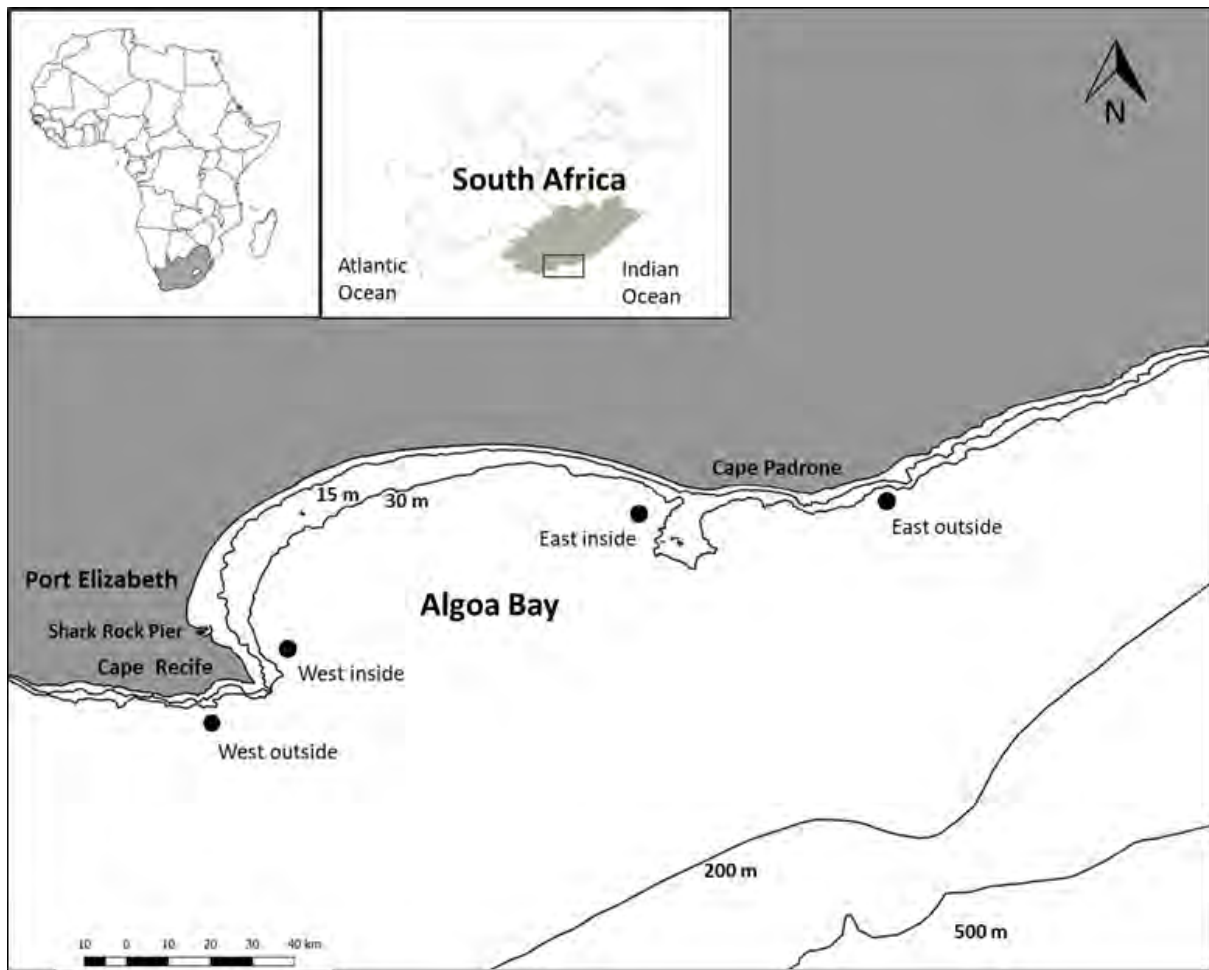 South Africa
Atlantic
Ocean
Indian
Ocean
N
Cape Padrone
15 m
30 m
East inside
East outside
Port Elizabeth
Algoa Bay
Shark Rock Pier
Cape Recife
West inside
West outside
200 m
500 m
10 0 10 20 30 40 km